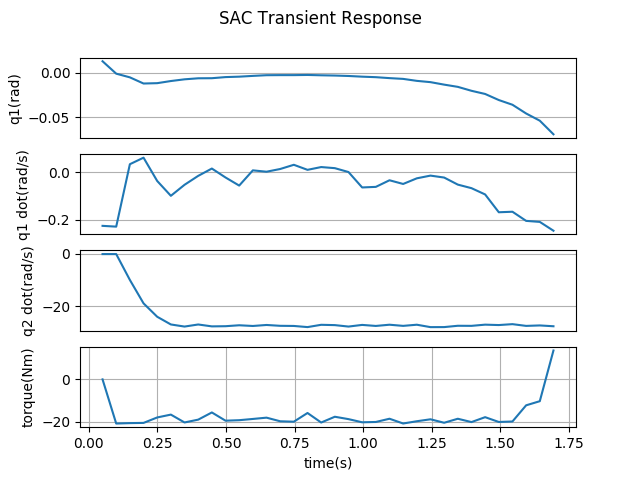 SAC Transient Response
q1(rad)
0.00
−0.05
q1 dot(rad/s)
0.0
−0.2
q2 dot(rad/s)
0
−20
torque(Nm)
0
−20
0.00 0.25 0.50 0.75 1.00 1.25 1.50 1.75
time(s)